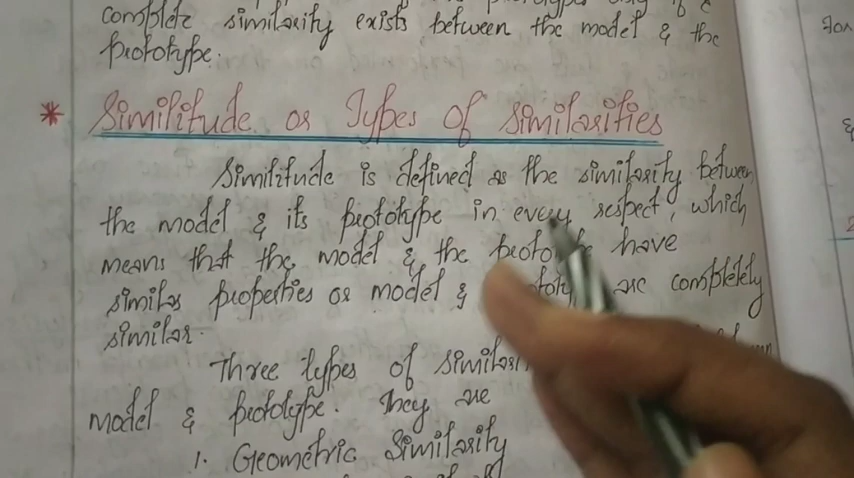 complete similarity exists between the model & the
prototype.
* Similitude or Types of Similarities
Similitude is defined as the similarity between
the model & its prototype in every respect, which
means that the model & the have
similar properties or model & are completely
similar.
Three types of
model & prototype. They are
1. Geometric Similarity